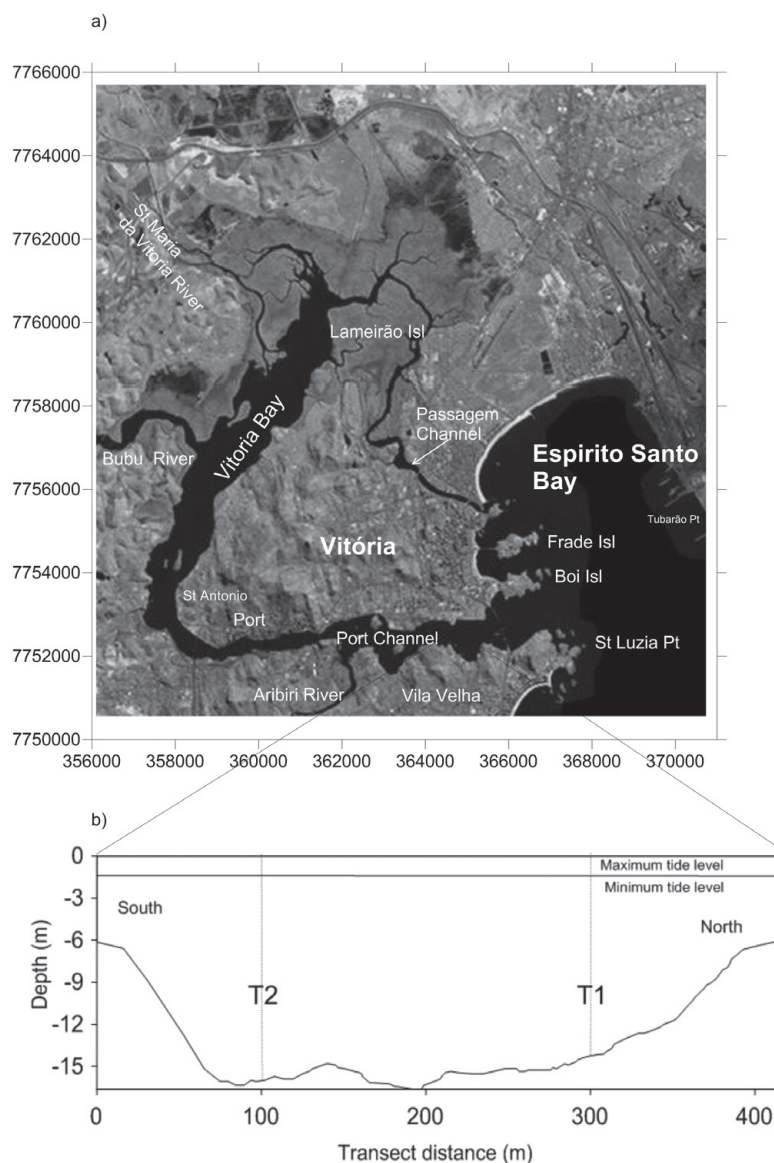 a)
7766000
7764000
7762000
7760000
7758000
7756000
7754000
7752000
7750000
356000 358000 360000 362000 364000 366000 368000 370000
St Maria
da Vitoria River
Lameirão Isl
Vitoria Bay
Passagem
Channel
Bubu River
Espirito Santo
Bay
Tubarão Pt
Vitória
Frade Isl
Boi Isl
St Antonio
Port
Port Channel
St Luzia Pt
Aribiri River
Vila Velha
b)
0
-3
-6
-9
-12
-15
Depth (m)
Maximum tide level
Minimum tide level
South
North
T2
T1
0 100 200 300 400
Transect distance (m)